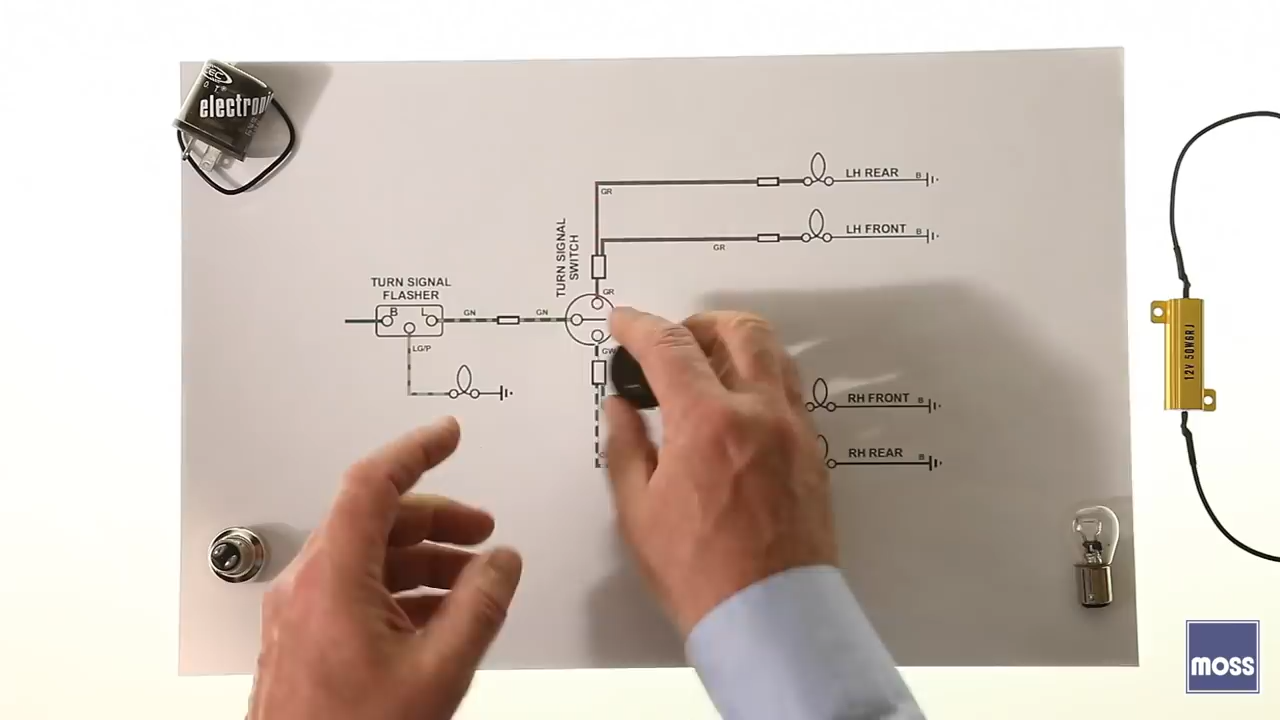 electron
LH REAR
B
GR
LH FRONT
B
GR
TURN SIGNAL
SWITCH
TURN SIGNAL
FLASHER
B
L
GN
GN
GR
LG/P
GW
RH FRONT
B
RH REAR
B
12V 50W6RJ
MOSS